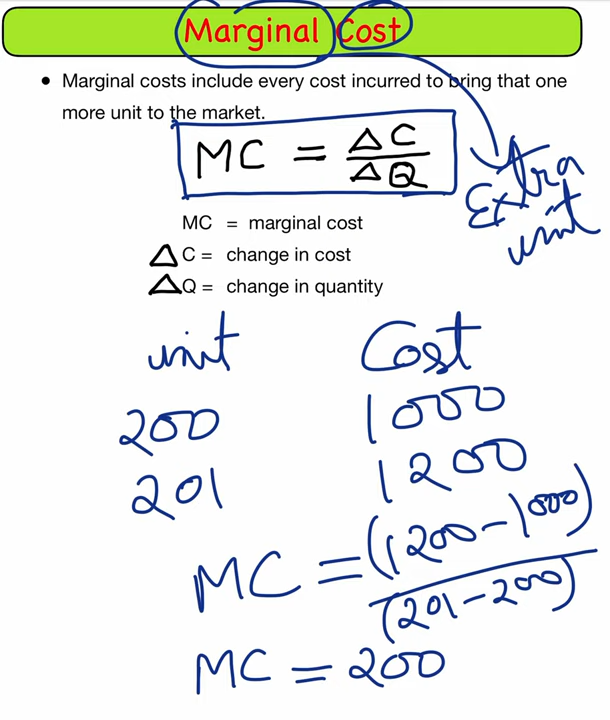 Marginal Cost
• Marginal costs include every cost incurred to bring that one
more unit to the market.
MC = ΔC/ΔQ
Extra
unit
MC = marginal cost
ΔC = change in cost
ΔQ = change in quantity
unit Cost
200 1000
201 1200
MC = (1200-1000)/(201-200)
MC = 200